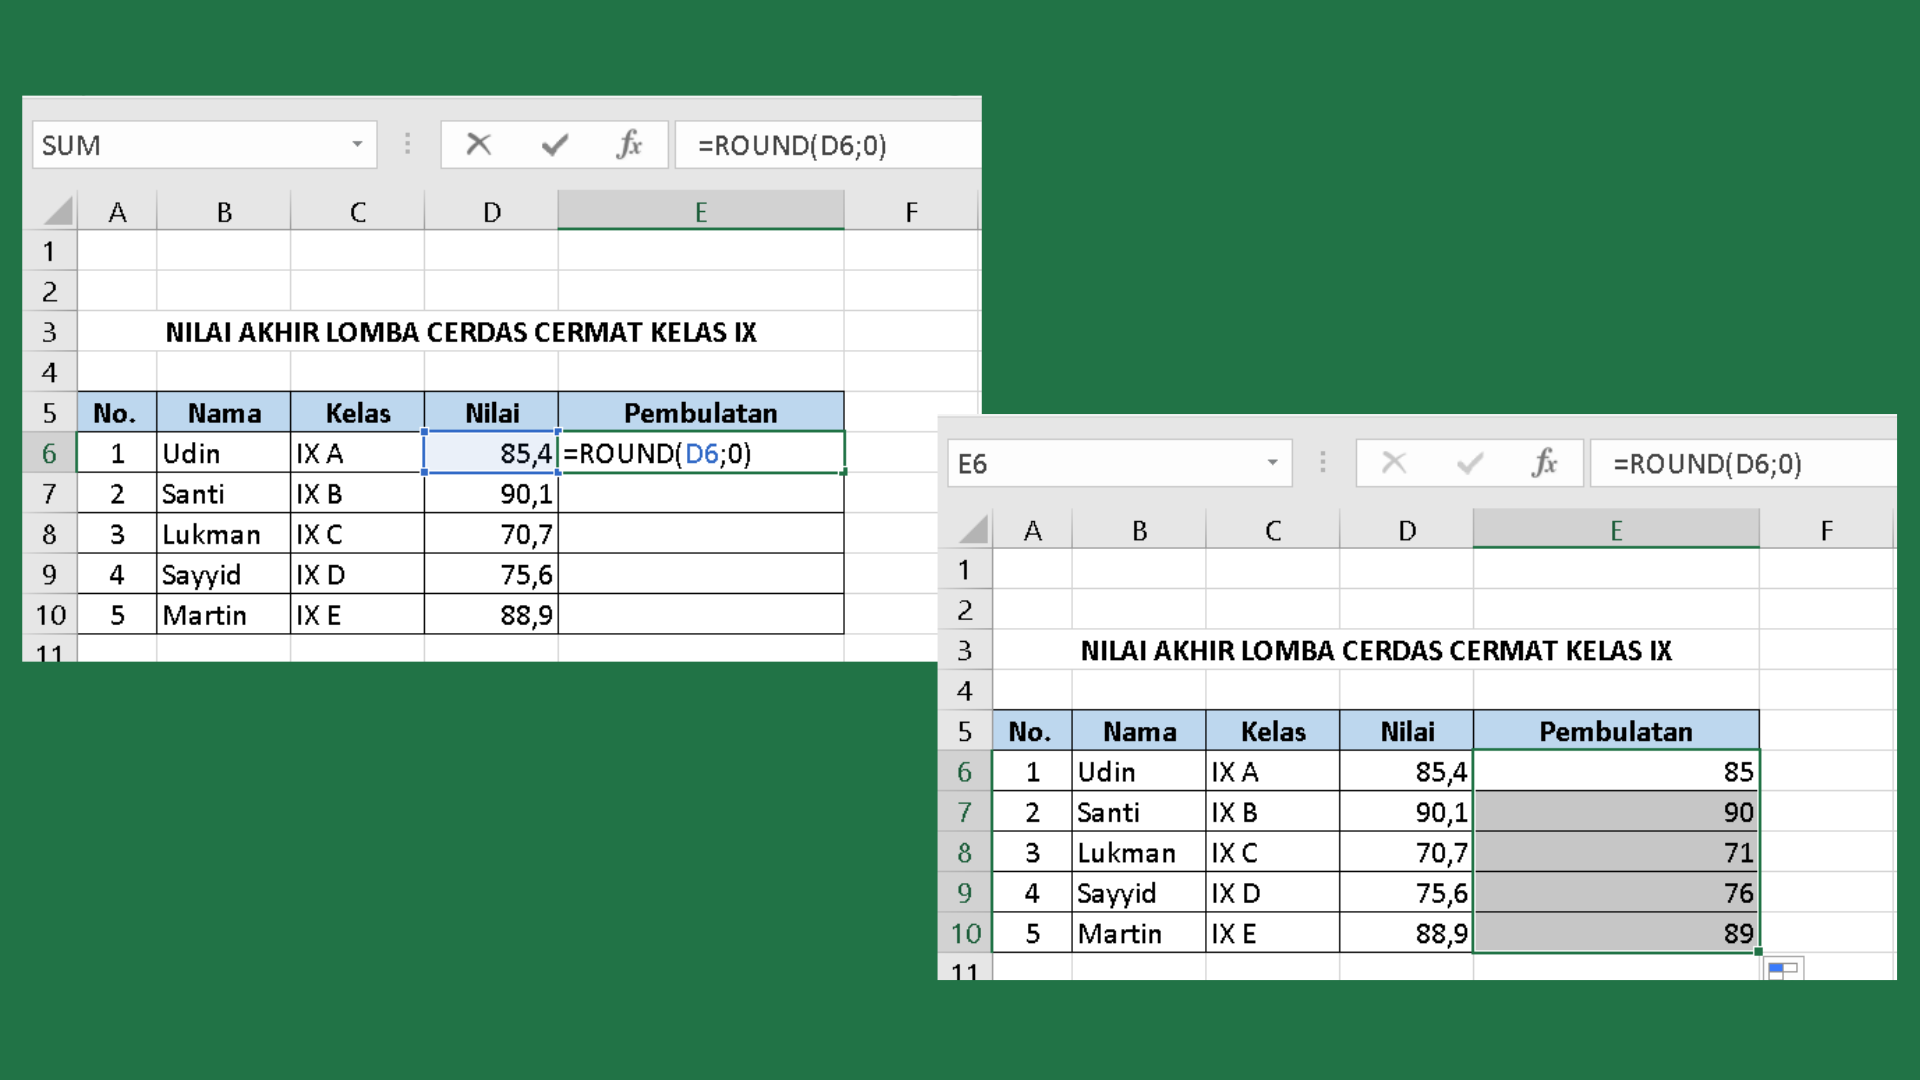 SUM =ROUND(D6;0)
A B C D E F
1
2
3 NILAI AKHIR LOMBA CERDAS CERMAT KELAS IX
4
5 No. Nama Kelas Nilai Pembulatan
6 1 Udin IX A 85,4 =ROUND(D6;0)
7 2 Santi IX B 90,1
8 3 Lukman IX C 70,7
9 4 Sayyid IX D 75,6
10 5 Martin IX E 88,9
11
E6 fx =ROUND(D6;0)
A B C D E F
1
2
3 NILAI AKHIR LOMBA CERDAS CERMAT KELAS IX
4
5 No. Nama Kelas Nilai Pembulatan
6 1 Udin IX A 85,4 85
7 2 Santi IX B 90,1 90
8 3 Lukman IX C 70,7 71
9 4 Sayyid IX D 75,6 76
10 5 Martin IX E 88,9 89
11